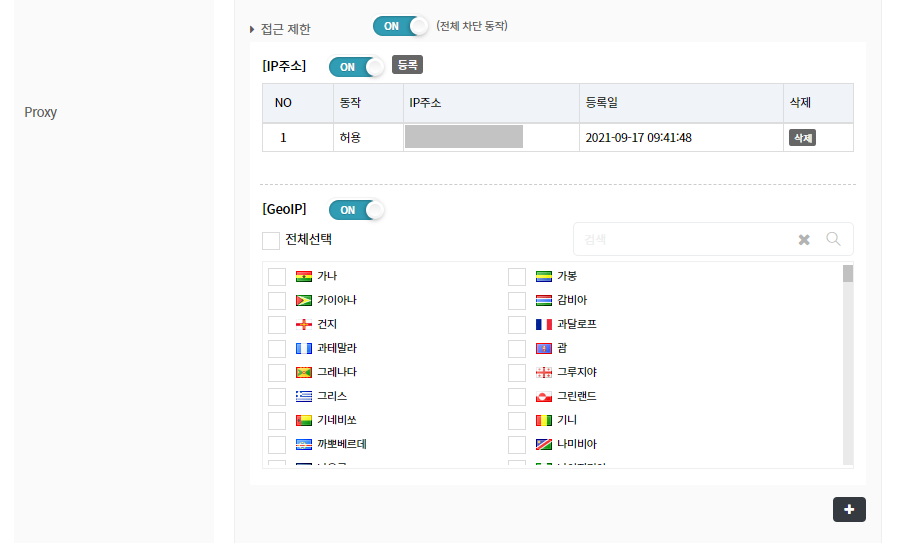 접근 제한 ON (전체 차단 동작)
[IP주소] ON 등록
NO 동작 IP주소 등록일 삭제
Proxy
1 허용 2021-09-17 09:41:48 삭제
[GeoIP] ON
전체선택 검색
가나 가봉
가이아나 감비아
건지 과달로프
과테말라 괌
그레나다 그루지야
그리스 그린랜드
기네비쏘 기니
까뽀베르데 나미비아